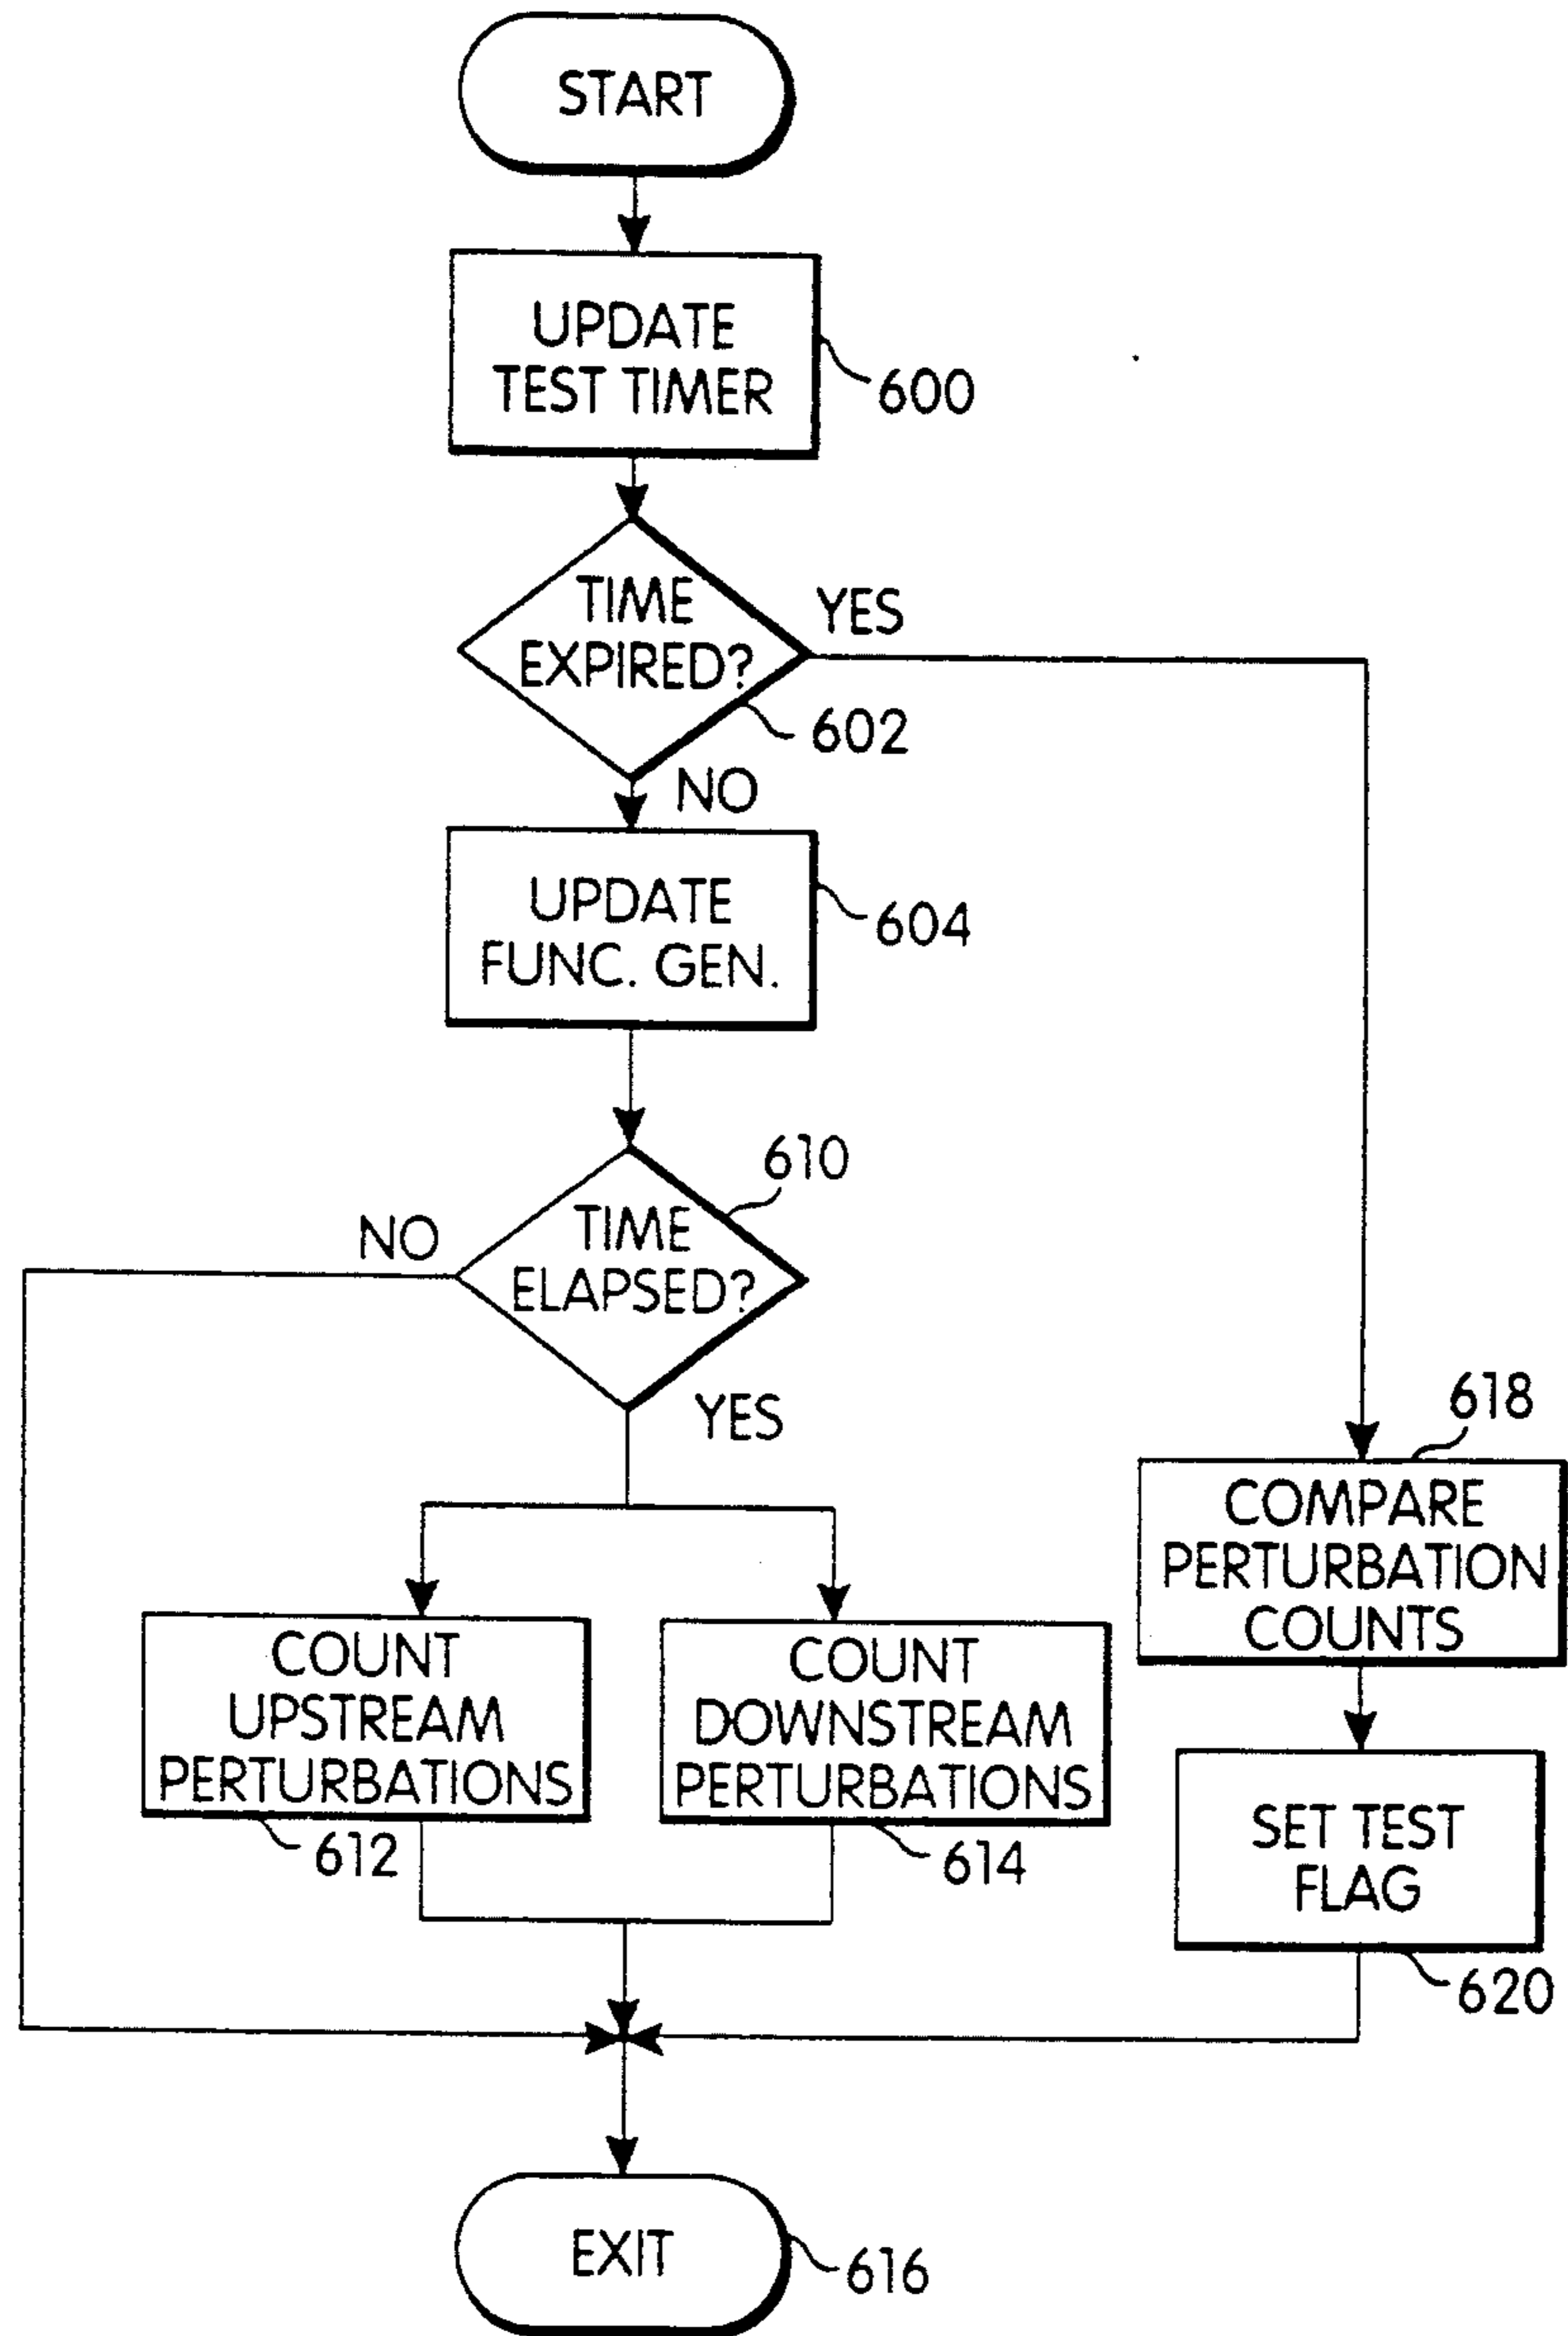 START
UPDATE
TEST TIMER
600
TIME
EXPIRED?
YES
602
NO
UPDATE
FUNC. GEN.
604
610
TIME
ELAPSED?
NO
YES
618
COMPARE
PERTURBATION
COUNTS
COUNT
UPSTREAM
PERTURBATIONS
612
COUNT
DOWNSTREAM
PERTURBATIONS
614
SET TEST
FLAG
620
EXIT
616